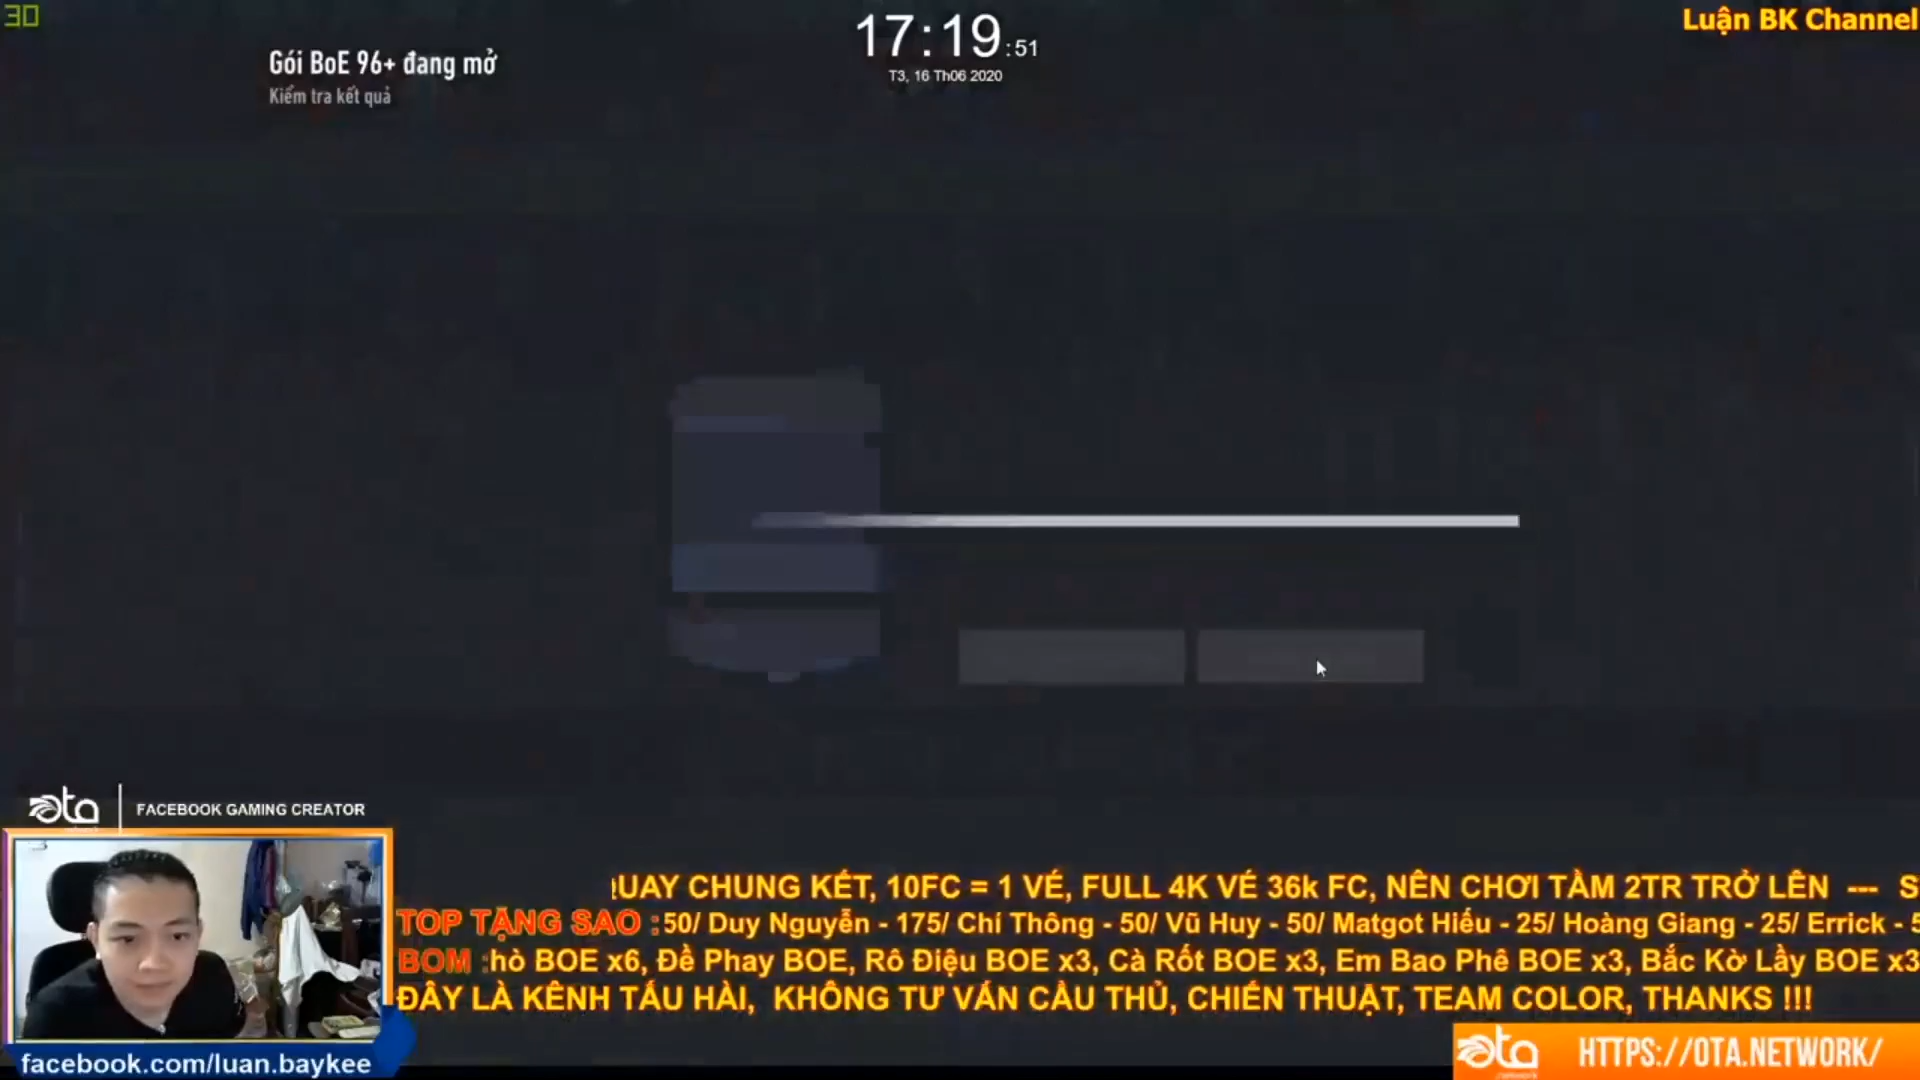 30
Luận BK Channel
17:19:51
T3, 16 Th06 2020
Gói BoE 96+ đang mở
Kiểm tra kết quả
ota
FACEBOOK GAMING CREATOR
QUAY CHUNG KẾT, 10FC = 1 VÉ, FULL 4K VÉ 36k FC, NÊN CHƠI TẦM 2TR TRỞ LÊN --- S
TOP TẶNG SAO : 50/ Duy Nguyễn - 175/ Chí Thông - 50/ Vũ Huy - 50/ Matgot Hiếu - 25/ Hoàng Giang - 25/ Errick - 5
BOM : hò BOE x6, Đề Phay BOE, Rô Điệu BOE x3, Cà Rốt BOE x3, Em Bao Phê BOE x3, Bắc Kờ Lầy BOE x3
ĐÂY LÀ KÊNH TẤU HÀI, KHÔNG TƯ VẤN CẦU THỦ, CHIẾN THUẬT, TEAM COLOR, THANKS !!!
facebook.com/luan.baykee
ota
HTTPS://OTA.NETWORK/